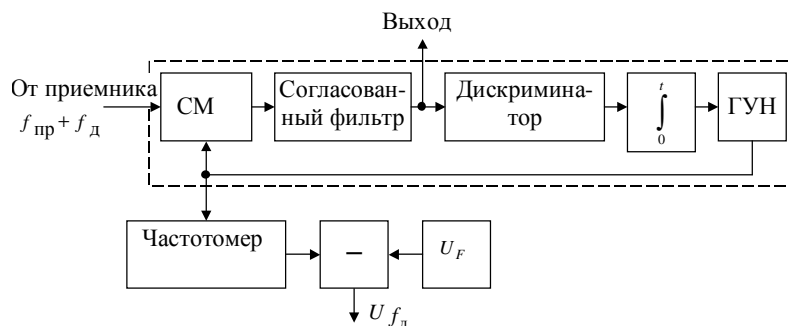 Выход
От приемника
f пр + f д
СМ
Согласован-
ный фильтр
Дискримина-
тор
t
∫
0
ГУН
Частотомер
−
U F
U f д